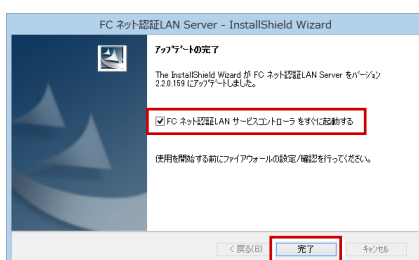 FC ネット認証LAN Server - InstallShield Wizard
アップデートの完了
The InstallShield Wizard が FC ネット認証LAN Server をバージョン
2.2.0.159 にアップデートしました。
FC ネット認証LAN サービスコントローラ をすぐに起動する
使用を開始する前にファイアウォールの設定/確認を行ってください。
< 戻る(B)
完了
キャンセル